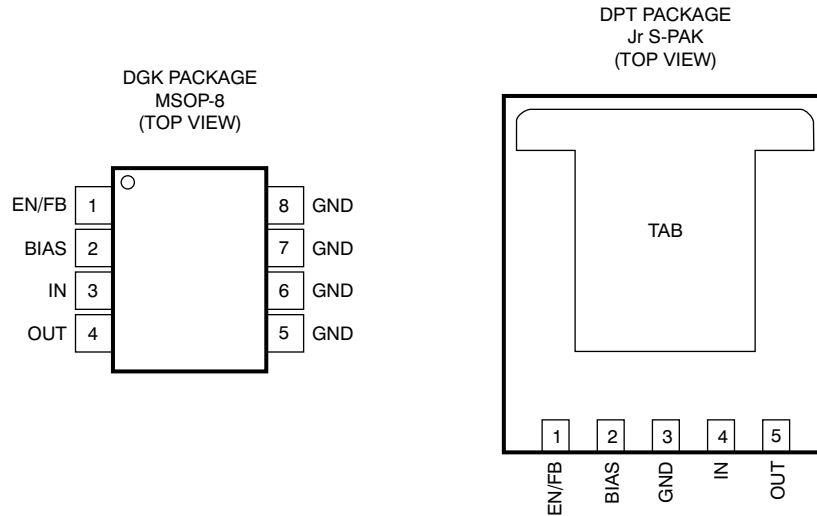 DGK PACKAGE
MSOP-8
(TOP VIEW)
EN/FB 1 8 GND
BIAS 2 7 GND
IN 3 6 GND
OUT 4 5 GND
DPT PACKAGE
Jr S-PAK
(TOP VIEW)
TAB
1 2 3 4 5
EN/FB BIAS GND IN OUT